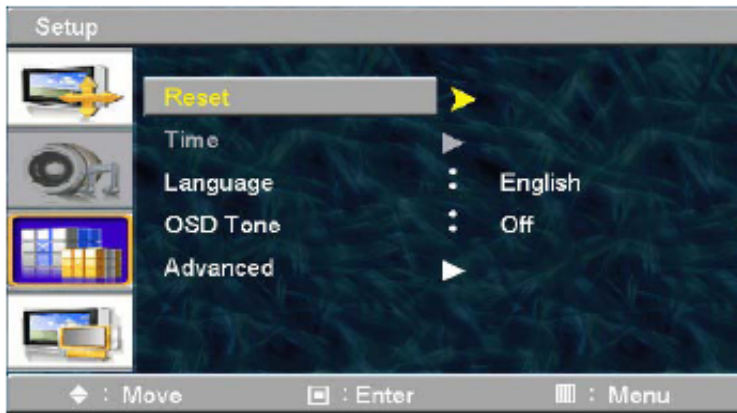 Setup
Reset
Time
Language : English
OSD Tone : Off
Advanced
: Move : Enter : Menu